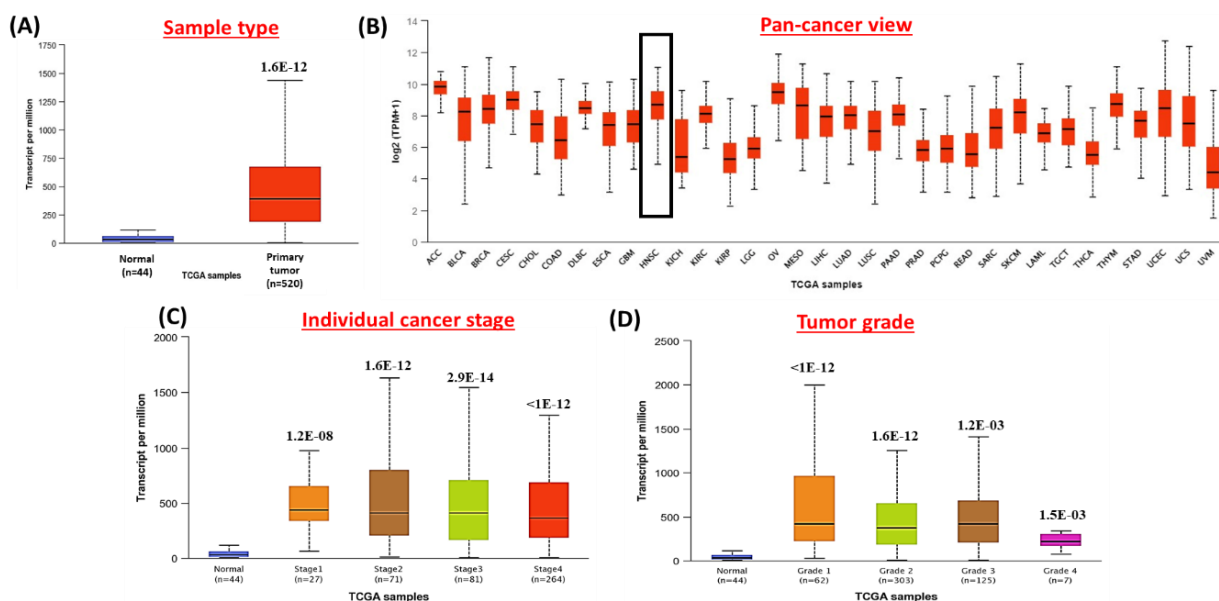 (A)
Sample type
Transcript per million
1750
1500
1250
1000
750
500
250
0
1.6E-12
Normal
(n=44)
TCGA samples
Primary
tumor
(n=520)
(B)
Pan-cancer view
log2 (TPM+1)
14
12
10
8
6
4
2
0
ACC
BLCA
BRCA
CESC
CHOL
COAD
DLBC
ESCA
GBM
HNSC
KICH
KIRC
KIRP
LGG
OV
MESO
LIHC
LUAD
LUSC
PAAD
PRAD
PCPG
READ
SARC
SKCM
LAML
TGCT
THCA
THYM
STAD
UCEC
UCS
UVM
TCGA samples
(C)
Individual cancer stage
Transcript per million
2000
1500
1000
500
0
1.2E-08
1.6E-12
2.9E-14
<1E-12
Normal
(n=44)
Stage1
(n=27)
Stage2
(n=71)
Stage3
(n=81)
Stage4
(n=264)
TCGA samples
(D)
Tumor grade
Transcript per million
2500
2000
1500
1000
500
0
<1E-12
1.6E-12
1.2E-03
1.5E-03
Normal
(n=44)
Grade 1
(n=62)
Grade 2
(n=303)
Grade 3
(n=125)
Grade 4
(n=7)
TCGA samples